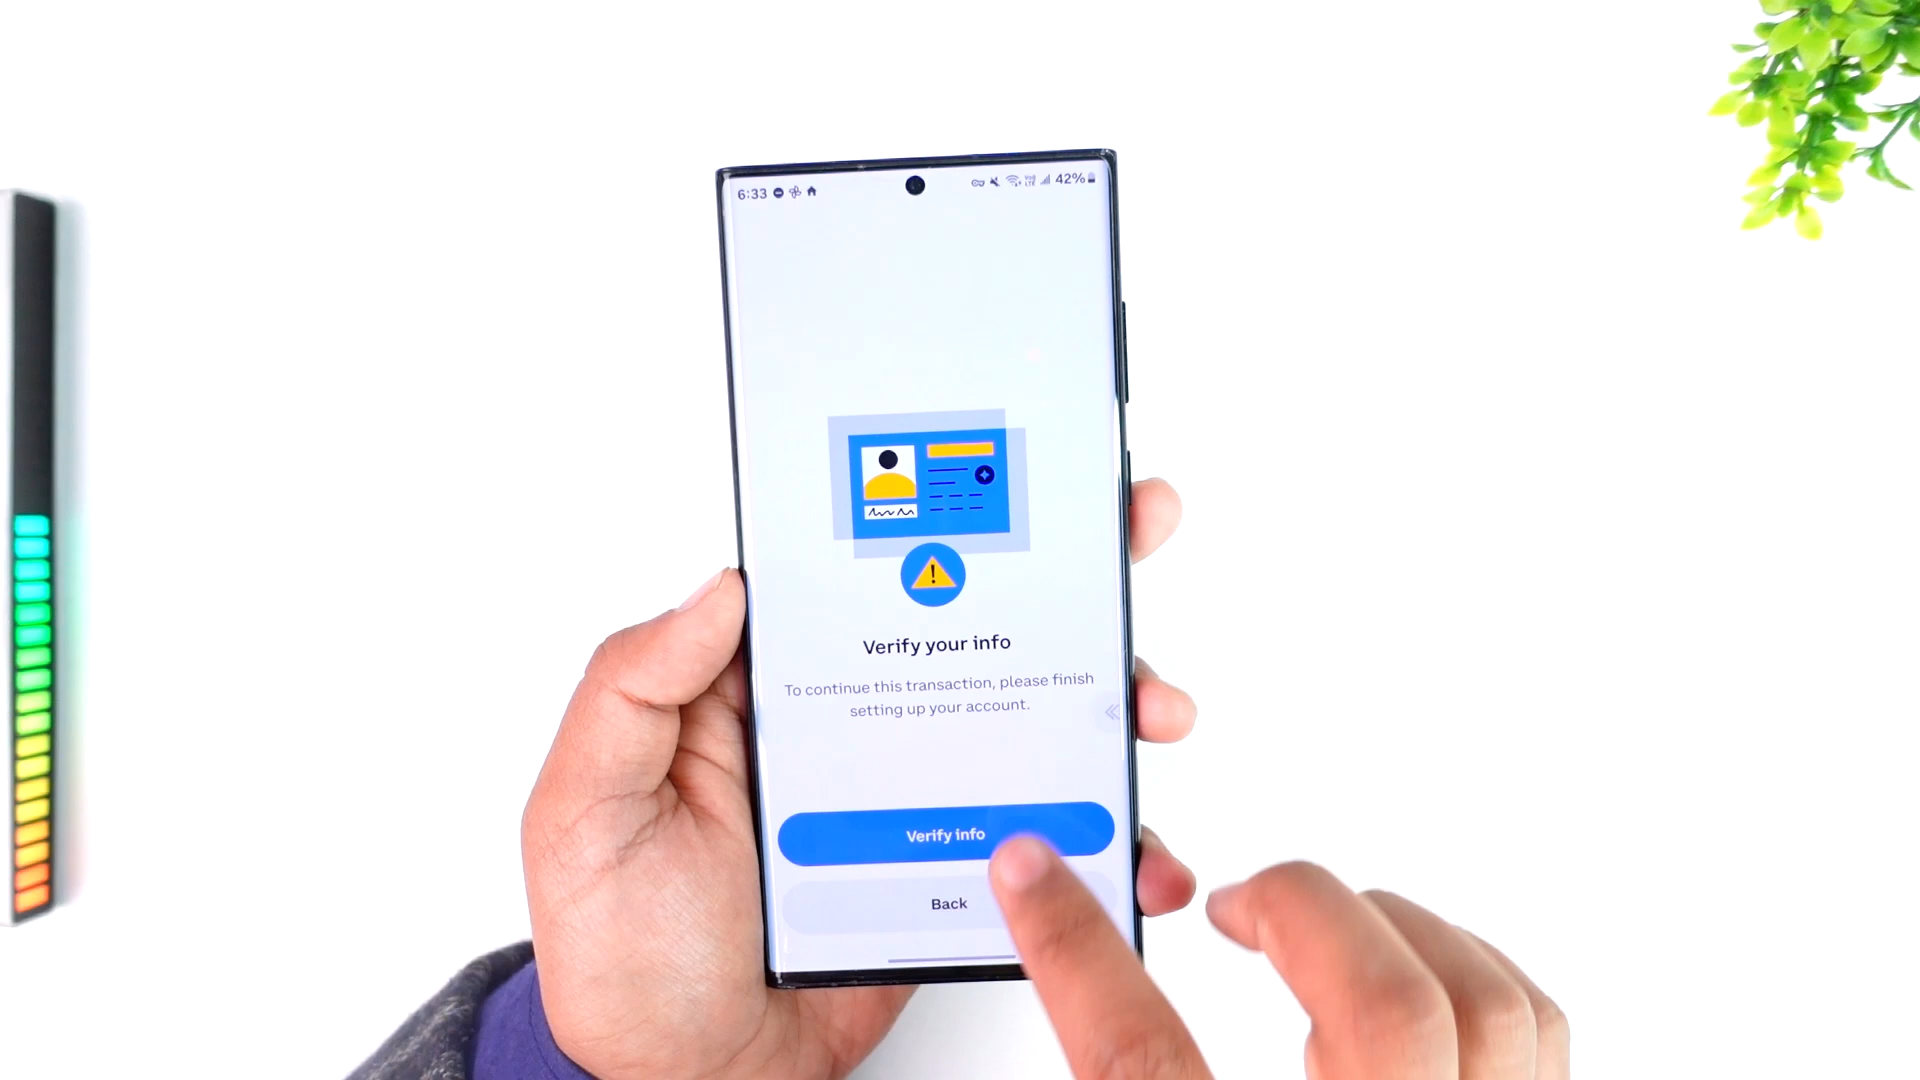 6:33
42%
Verify your info
To continue this transaction, please finish
setting up your account.
Verify info
Back